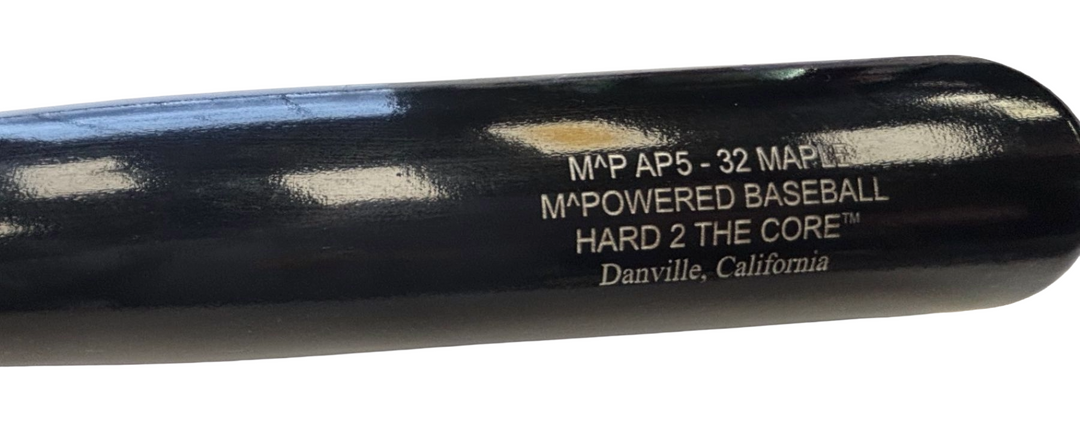 M^P AP5 - 32 MAPLE
M^POWERED BASEBALL
HARD 2 THE CORE™
Danville, California